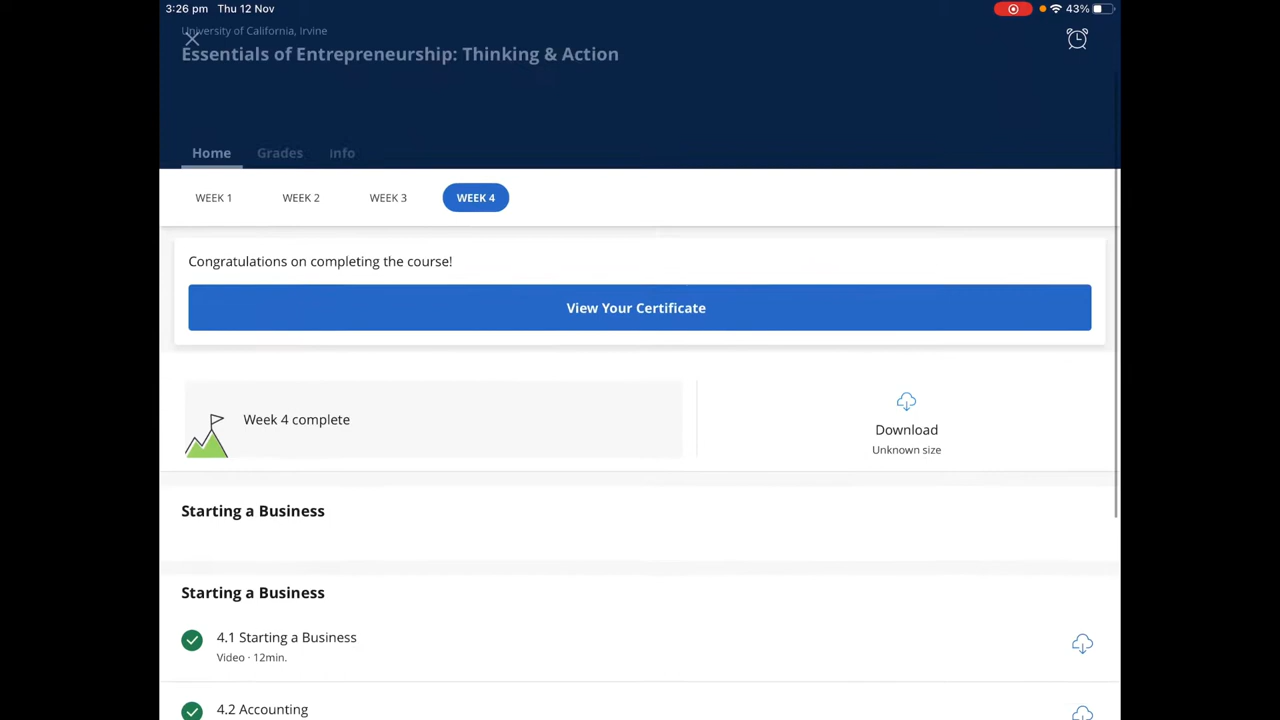 3:26 pm Thu 12 Nov
43%
University of California, Irvine
Essentials of Entrepreneurship: Thinking & Action
Home Grades Info
WEEK 1 WEEK 2 WEEK 3 WEEK 4
Congratulations on completing the course!
View Your Certificate
Week 4 complete
Download
Unknown size
Starting a Business
Starting a Business
4.1 Starting a Business
Video · 12min.
4.2 Accounting